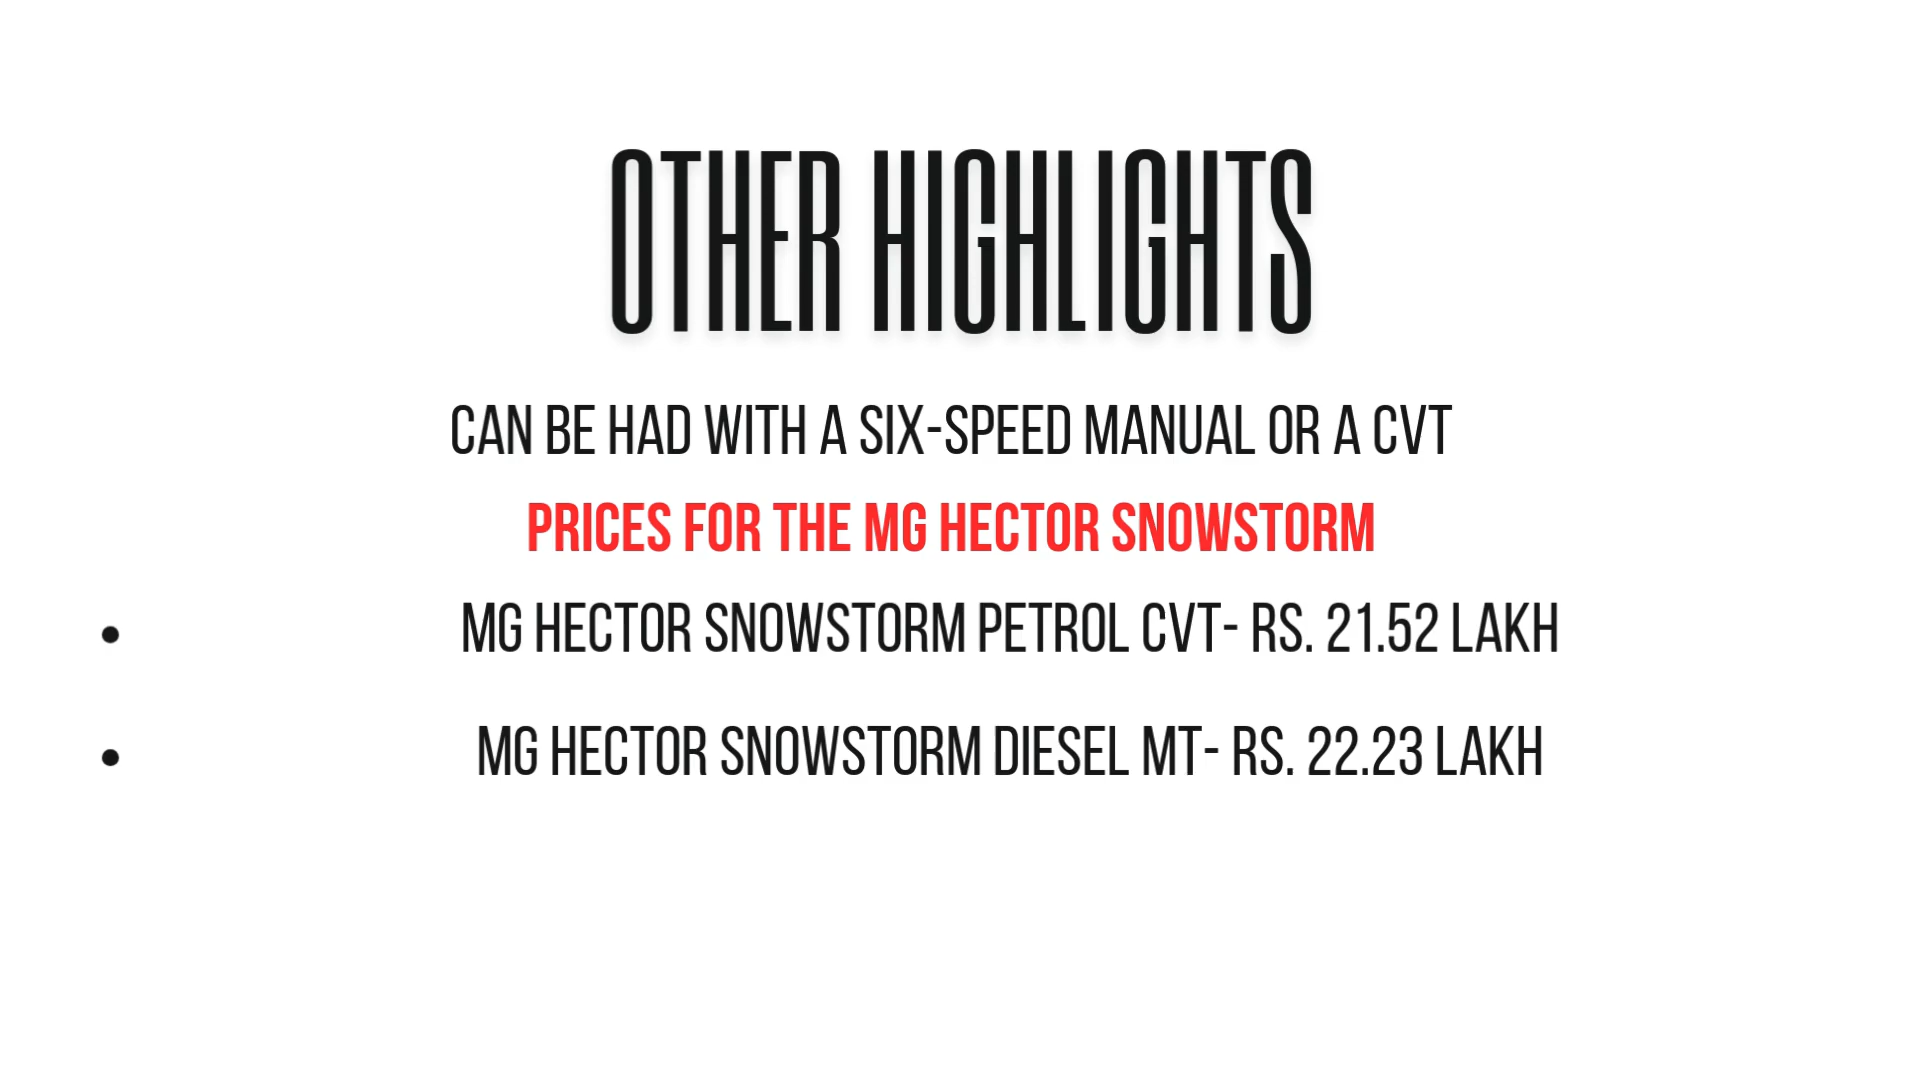 OTHER HIGHLIGHTS
CAN BE HAD WITH A SIX-SPEED MANUAL OR A CVT
PRICES FOR THE MG HECTOR SNOWSTORM
• MG HECTOR SNOWSTORM PETROL CVT- RS. 21.52 LAKH
• MG HECTOR SNOWSTORM DIESEL MT- RS. 22.23 LAKH